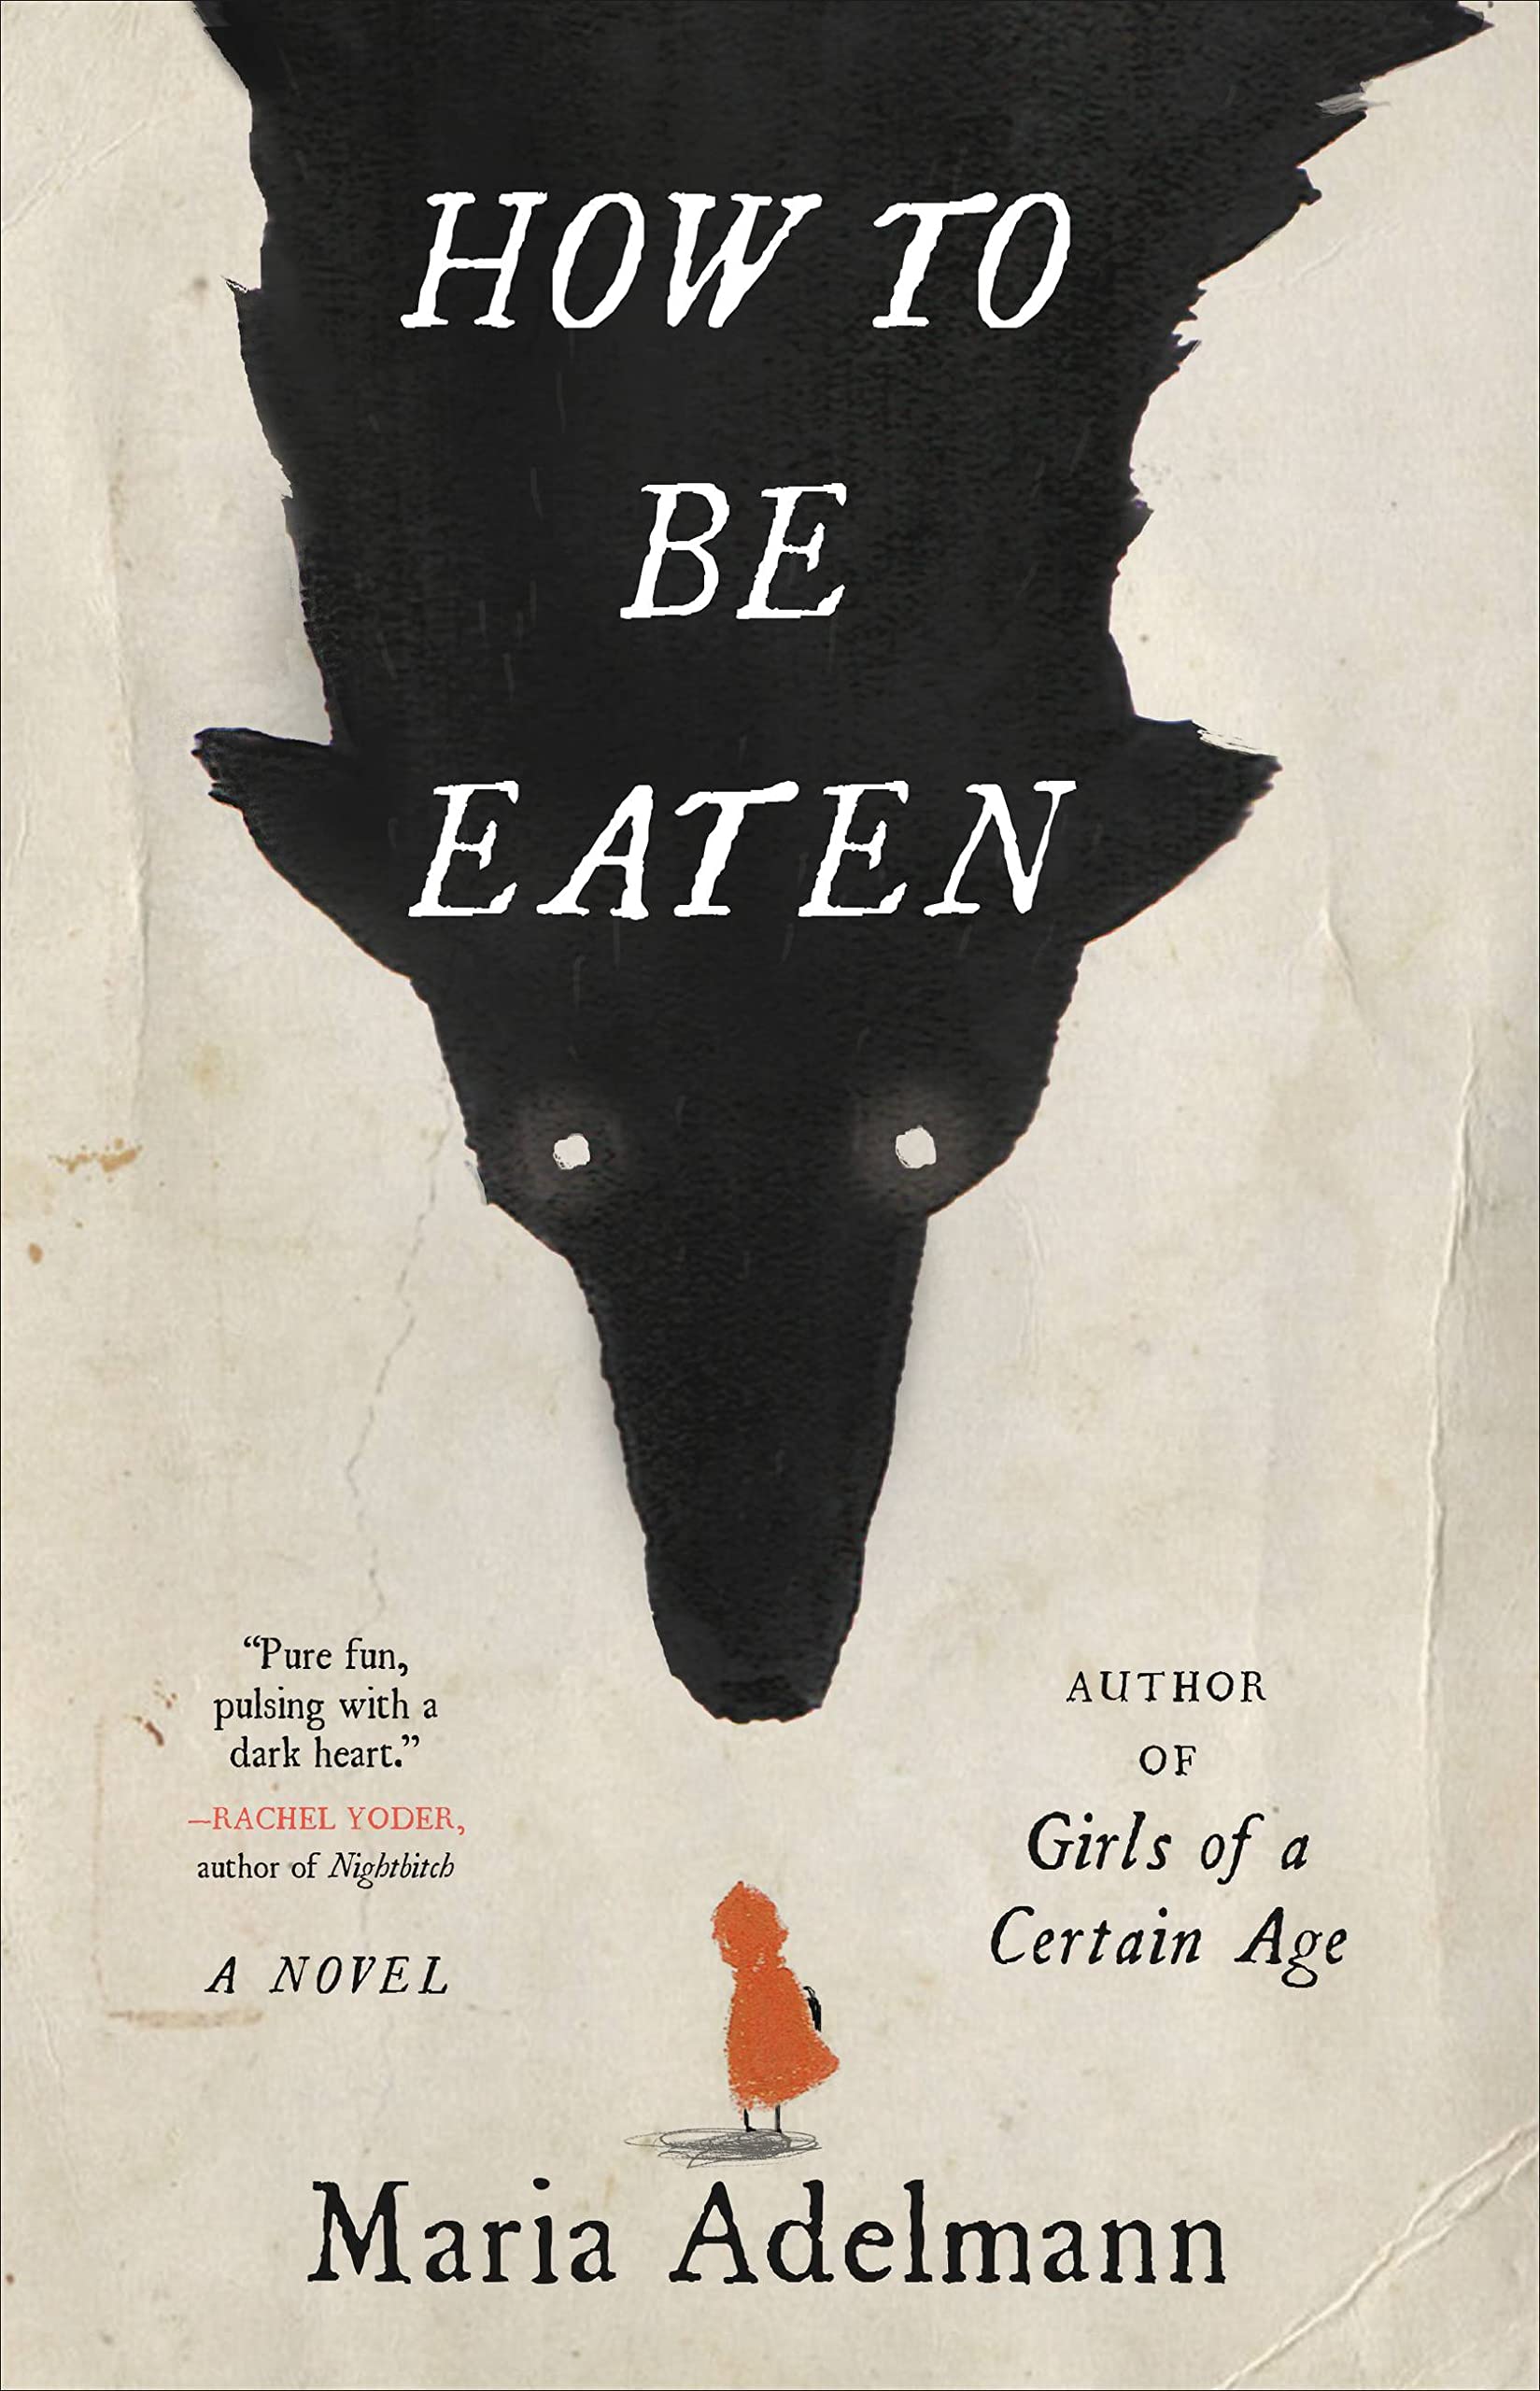 HOW TO
BE
EATEN
“Pure fun,
pulsing with a
dark heart.”
—RACHEL YODER,
author of Nightbitch
A NOVEL
AUTHOR
OF
Girls of a
Certain Age
Maria Adelmann